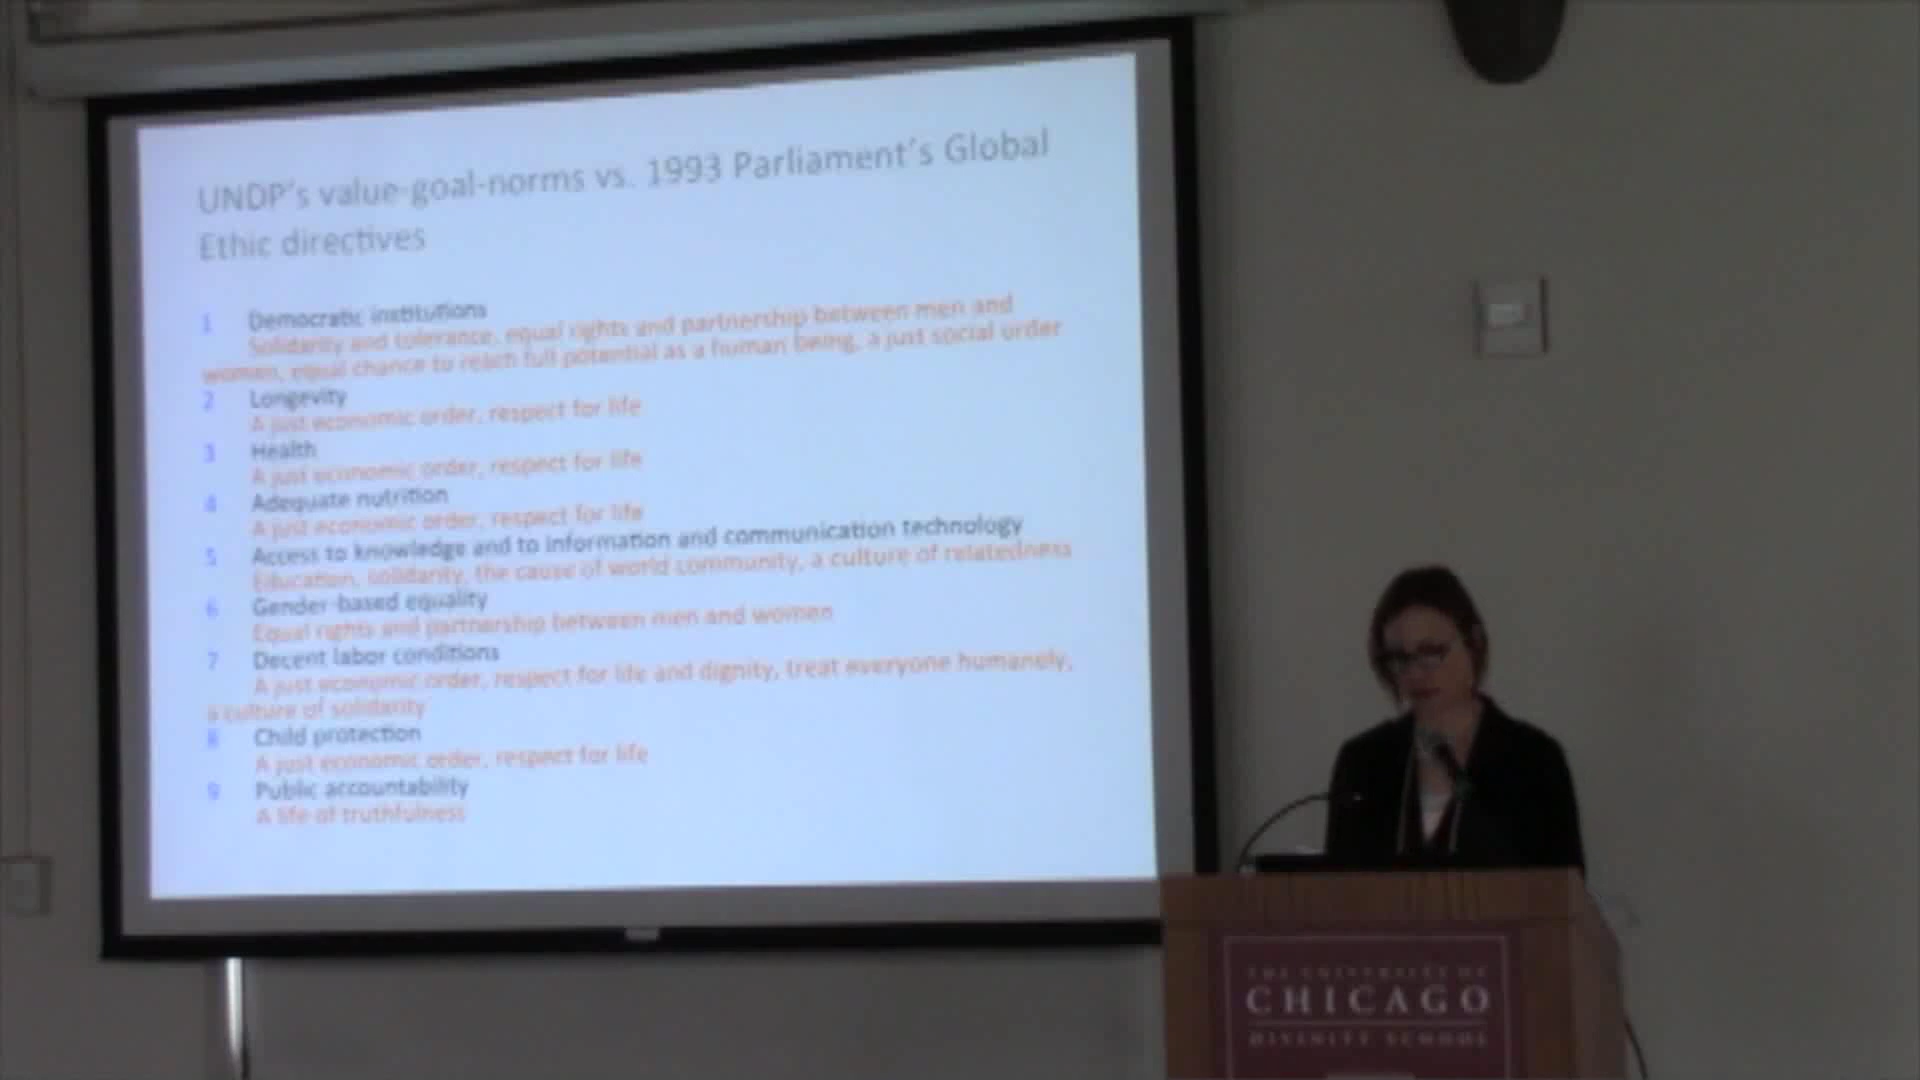 UNDP's value-goal-norms vs. 1993 Parliament's Global
Ethic directives
1 Democratic institutions
Solidarity and tolerance, equal rights and partnership between men and
women, equal chance to reach full potential as a human being, a just social order
2 Longevity
A just economic order, respect for life
3 Health
A just economic order, respect for life
4 Adequate nutrition
A just economic order, respect for life
5 Access to knowledge and to information and communication technology
Education, solidarity, the cause of world community, a culture of relatedness
6 Gender-based equality
Equal rights and partnership between men and women
7 Decent labor conditions
A just economic order, respect for life and dignity, treat everyone humanely,
a culture of solidarity
8 Child protection
A just economic order, respect for life
9 Public accountability
A life of truthfulness
THE UNIVERSITY OF
CHICAGO
DIVINITY SCHOOL